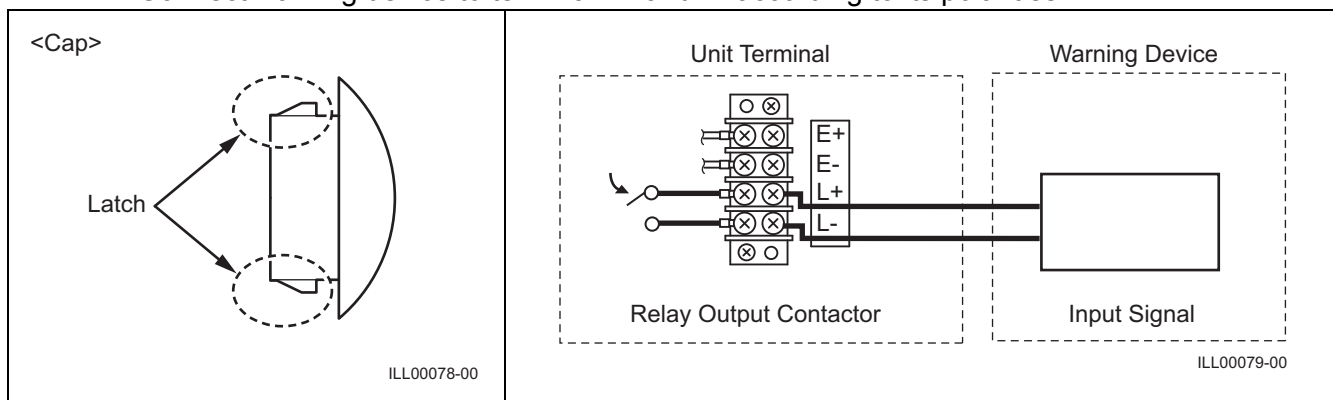 <Cap>
Latch
ILL00078-00
Unit Terminal
Warning Device
E+
E-
L+
L-
Relay Output Contactor
Input Signal
ILL00079-00